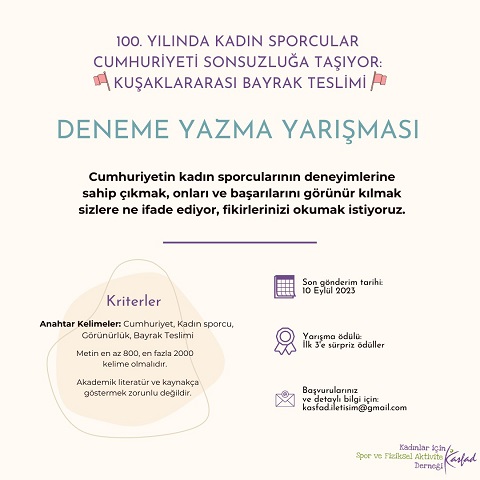 100. YILINDA KADIN SPORCULAR
CUMHURİYETİ SONSUZLUĞA TAŞIYOR:
KUŞAKLARARASI BAYRAK TESLİMİ
DENEME YAZMA YARIŞMASI
Cumhuriyetin kadın sporcularının deneyimlerine
sahip çıkmak, onları ve başarılarını görünür kılmak
sizlere ne ifade ediyor, fikirlerinizi okumak istiyoruz.
Kriterler
Anahtar Kelimeler: Cumhuriyet, Kadın sporcu,
Görünürlük, Bayrak Teslimi
Metin en az 800, en fazla 2000
kelime olmalıdır.
Akademik literatür ve kaynakça
göstermek zorunlu değildir.
Son gönderim tarihi:
10 Eylül 2023
Yarışma ödülü:
İlk 3'e sürpriz ödüller
Başvurularınız
ve detaylı bilgi için:
kasfad.iletisim@gmail.com
Kadınlar için
Spor ve Fiziksel Aktivite
Derneği
Kasfad